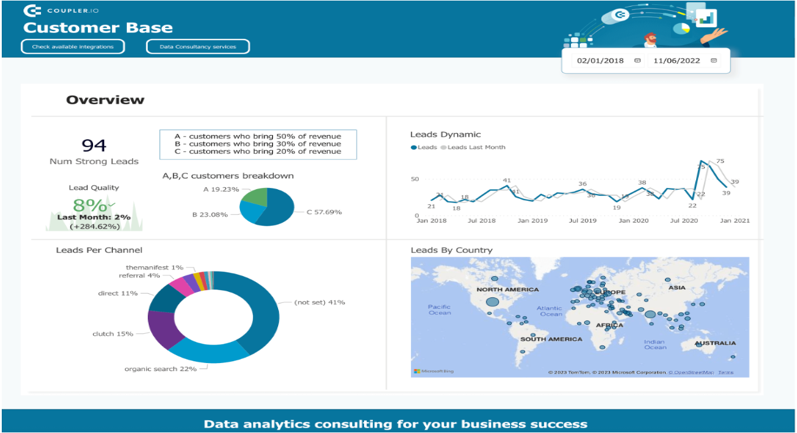 COUPLER.IO
Customer Base
Check available integrations
Data Consultancy services
02/01/2018
11/06/2022
Overview
94
Num Strong Leads
Lead Quality
8%
Last Month: 2%
(+284.62%)
A - customers who bring 50% of revenue
B - customers who bring 30% of revenue
C - customers who bring 20% of revenue
A,B,C customers breakdown
A 19.23%
B 23.08%
C 57.69%
Leads Dynamic
Leads Leads Last Month
50
0
21
18
18
41
36
19
38
22
75
39
39
Jan 2018 Jul 2018 Jan 2019 Jul 2019 Jan 2020 Jul 2020 Jan 2021
Leads Per Channel
themanifest 1%
referral 4%
direct 11%
(not set) 41%
clutch 15%
organic search 22%
Leads By Country
NORTH AMERICA
ASIA
Pacific
Ocean
Atlantic
Ocean
AFRICA
SOUTH AMERICA
Indian
Ocean
AUSTRALIA
Microsoft Bing
© 2023 TomTom, © 2023 Microsoft Corporation, © OpenStreetMap Terms
Data analytics consulting for your business success